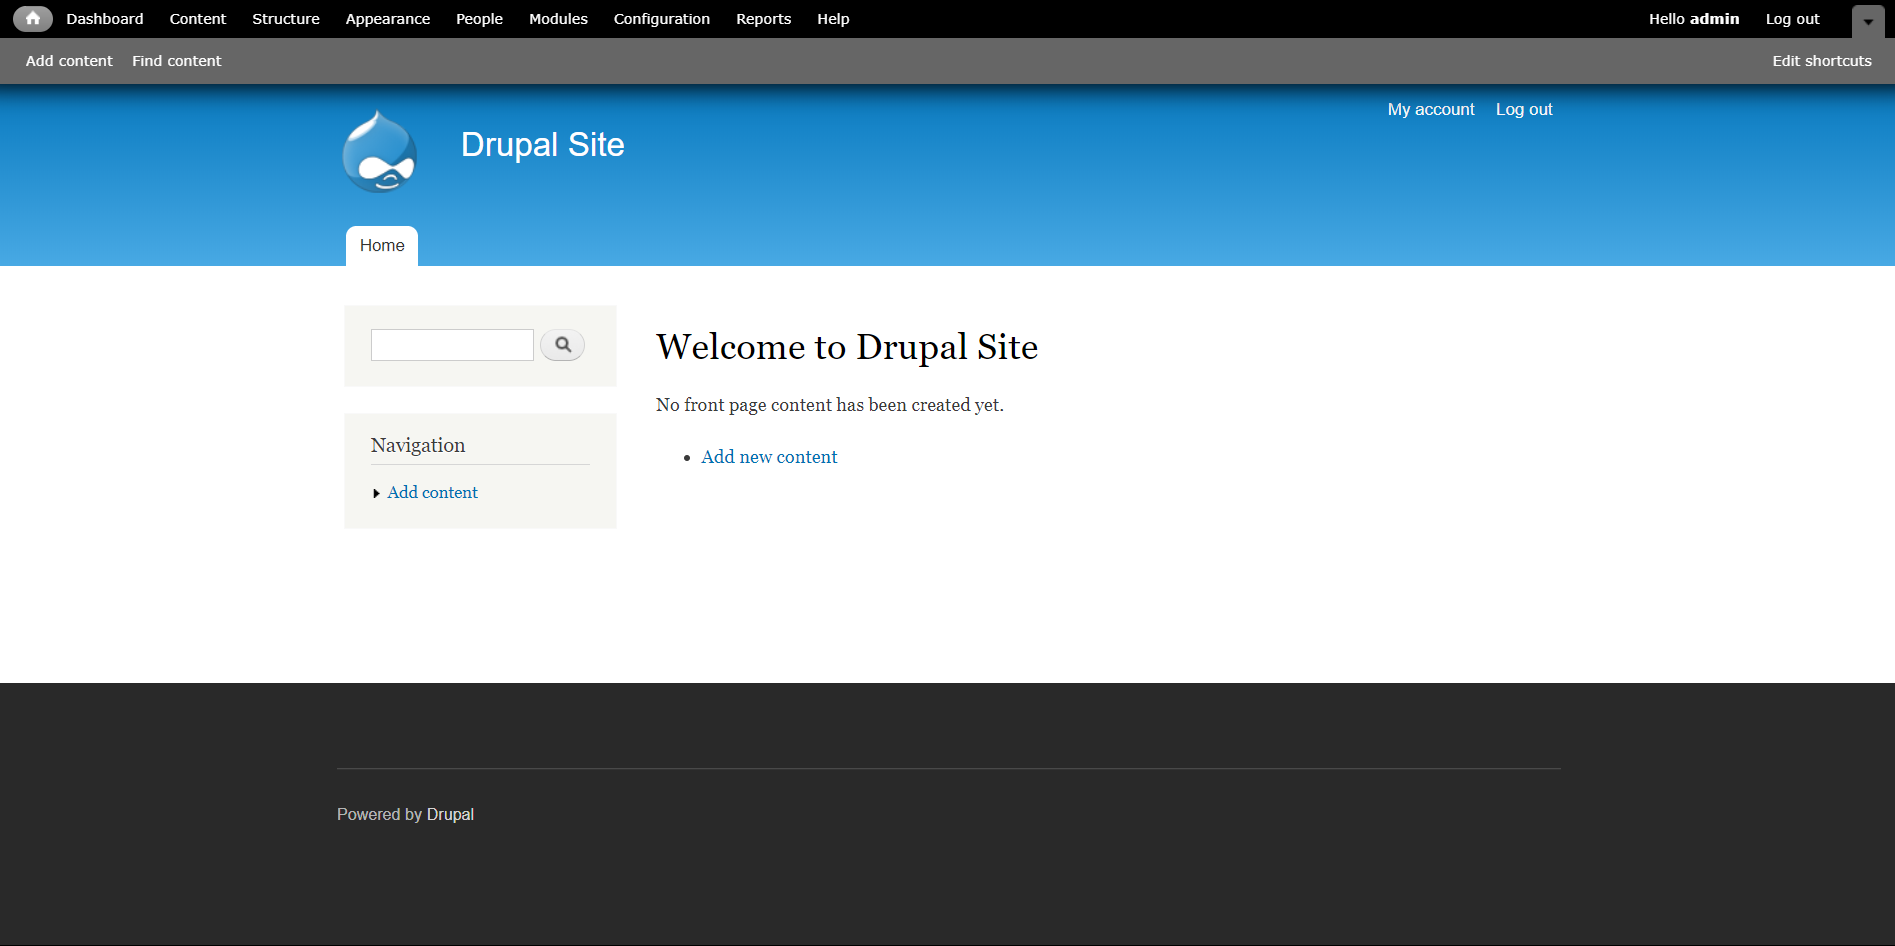 Dashboard Content Structure Appearance People Modules Configuration Reports Help Hello admin Log out
Add content Find content Edit shortcuts
My account Log out
Drupal Site
Home
Welcome to Drupal Site
No front page content has been created yet.
Add new content
Navigation
Add content
Powered by Drupal